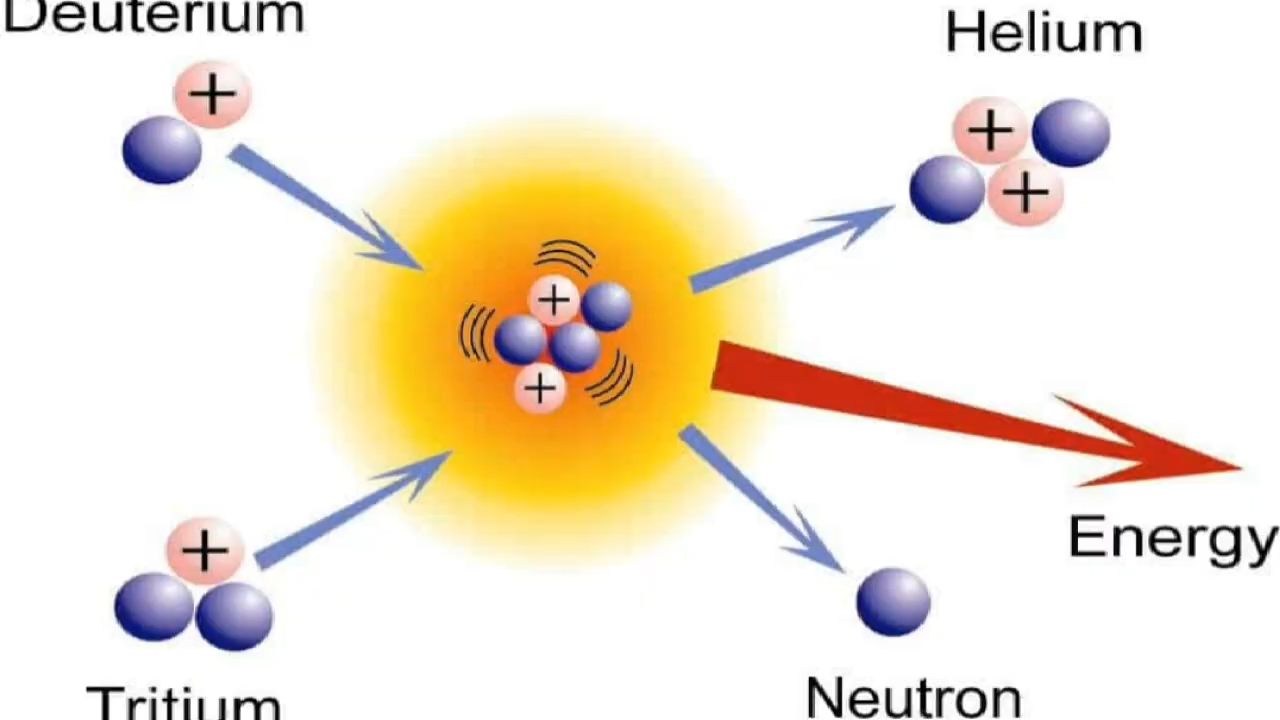 Deuterium
Helium
+
+
+
+
+
+
+
Energy
Tritium
Neutron